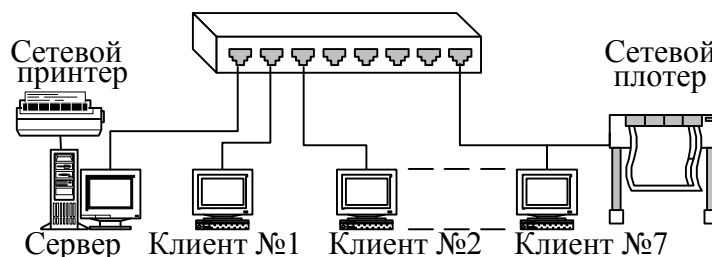 Сетевой
принтер
Сетевой
плотер
Сервер
Клиент №1
Клиент №2
Клиент №7